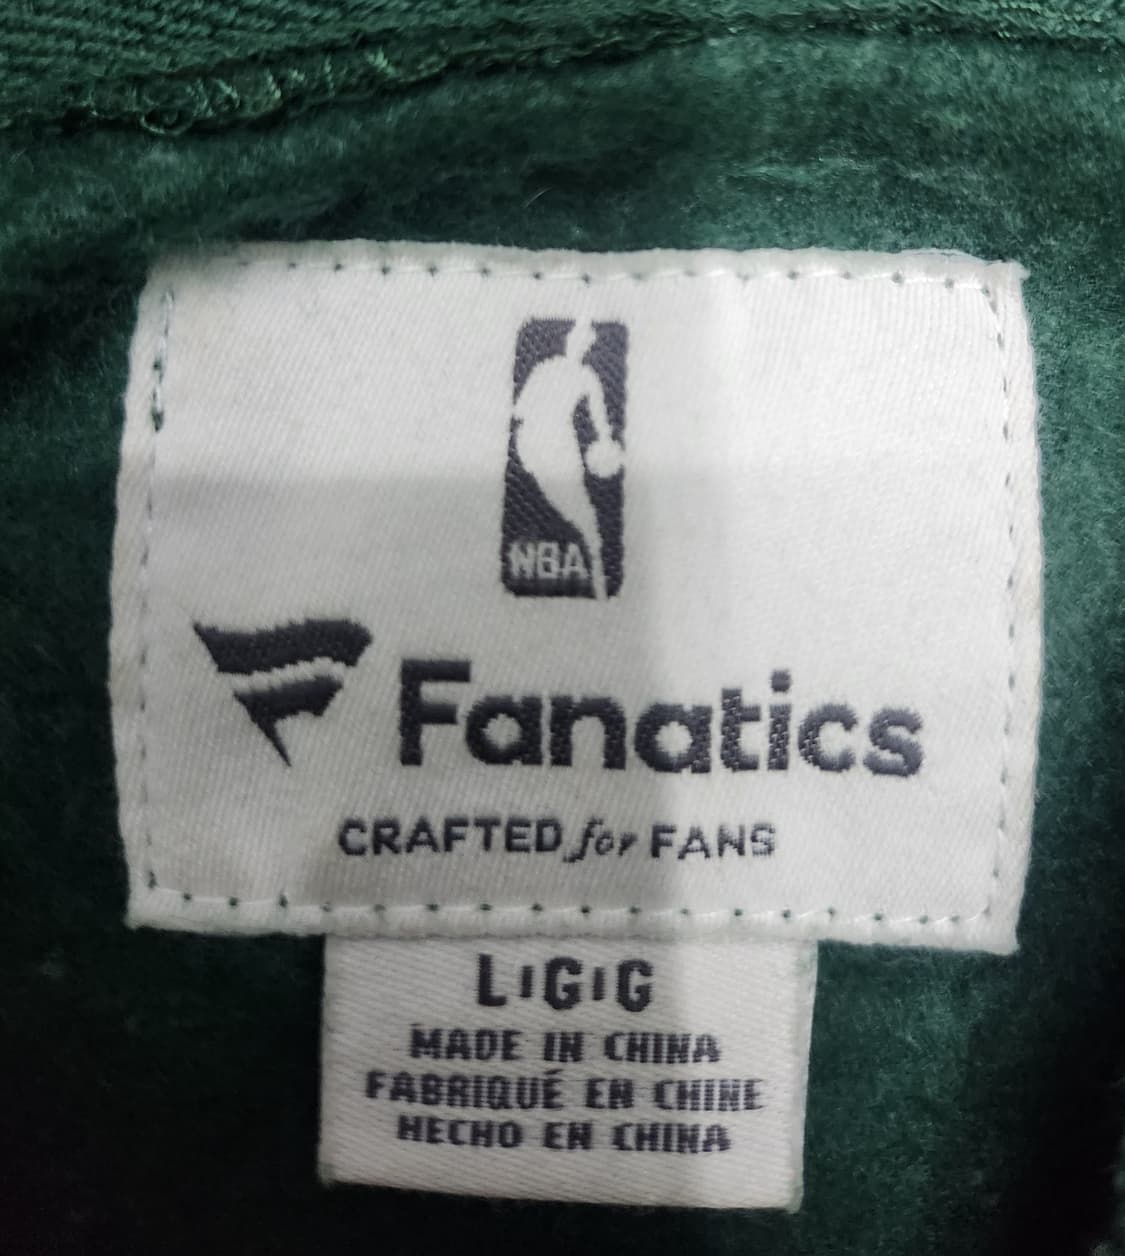 NBA
Fanatics
CRAFTED for FANS
L|G|G
MADE IN CHINA
FABRIQUÉ EN CHINE
HECHO EN CHINA